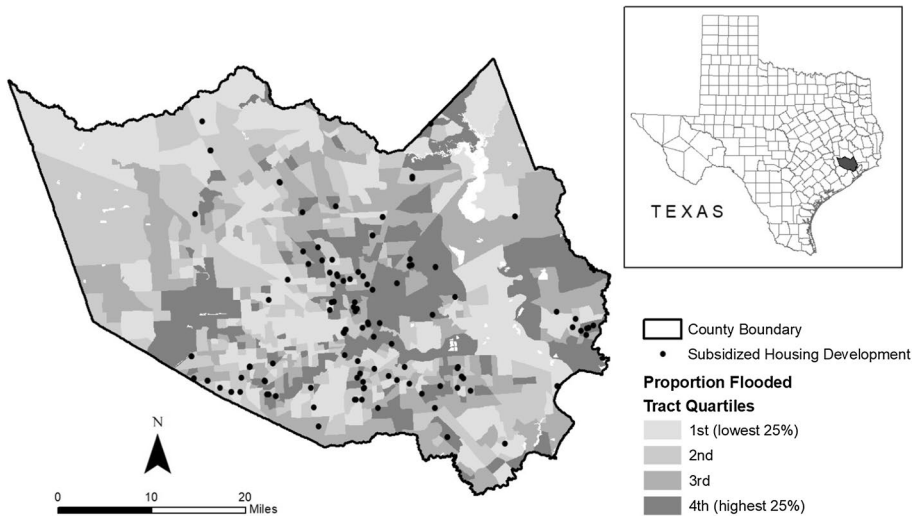 TEXAS
County Boundary
Subsidized Housing Development
Proportion Flooded
Tract Quartiles
1st (lowest 25%)
2nd
3rd
4th (highest 25%)
N
0 10 20
Miles